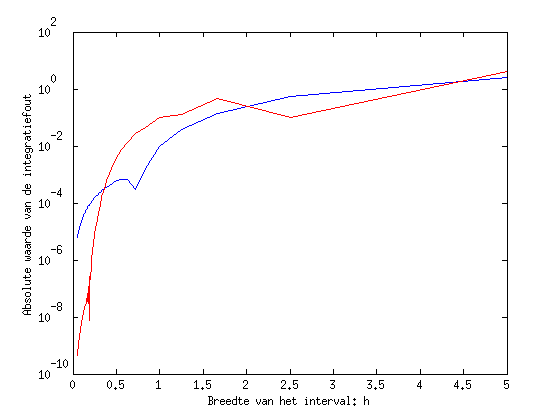 10 2
10 0
10 -2
10 -4
10 -6
10 -8
10 -10
Absolute waarde van de integratiefout
0 0.5 1 1.5 2 2.5 3 3.5 4 4.5 5
Breedte van het interval: h